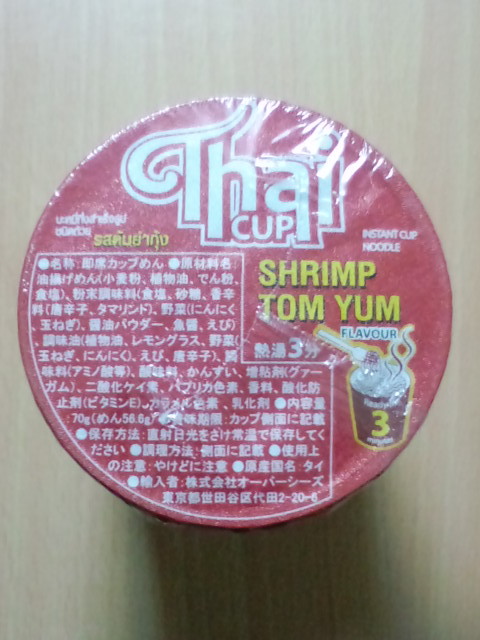 Thai
CUP
บะหมี่กึ่งสำเร็จรูป
ชนิดถ้วย
รสต้มยำกุ้ง
INSTANT CUP
NOODLE
SHRIMP
TOM YUM
FLAVOUR
熱湯3分
Ready in
3
minutes
●名称:即席カップめん ●原材料名:
油揚げめん(小麦粉、植物油、でん粉、
食塩)、粉末調味料(食塩、砂糖、香辛
料(唐辛子、タマリンド)、野菜(にんにく、
玉ねぎ)、醤油パウダー、魚醤、えび)
調味油(植物油、レモングラス、野菜(
玉ねぎ、にんにく)、えび、唐辛子)、調
味料(アミノ酸等)、酸味料、かんすい、増粘剤(グァー
ガム)、二酸化ケイ素、パプリカ色素、香料、酸化防
止剤(ビタミンE)、カラメル色素、乳化剤 ●内容量
:70g(めん56.6g) ●賞味期限:カップ側面に記載
●保存方法:直射日光をさけ常温で保存してく
ださい ●調理方法:側面に記載 ●使用上
の注意:やけどに注意 ●原産国名:タイ
●輸入者:株式会社オーバーシーズ
東京都世田谷区代田2-20-6